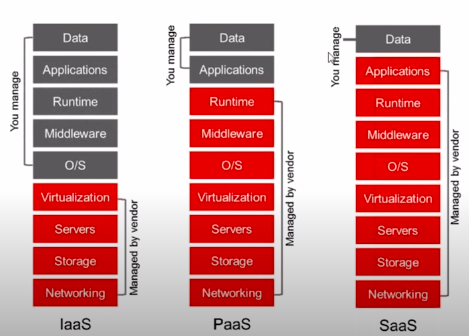 You manage
Data
Applications
Runtime
Middleware
O/S
Virtualization
Servers
Storage
Networking
Managed by vendor
IaaS
You manage
Data
Applications
Runtime
Middleware
O/S
Virtualization
Servers
Storage
Networking
Managed by vendor
PaaS
You manage
Data
Applications
Runtime
Middleware
O/S
Virtualization
Servers
Storage
Networking
Managed by vendor
SaaS